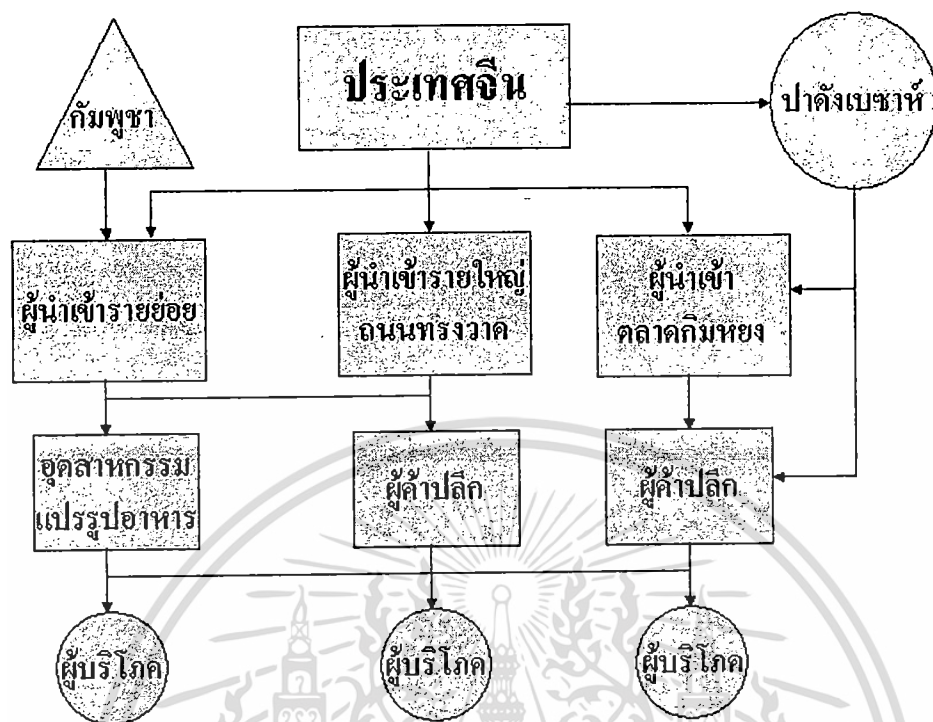 กัมพูชา
ประเทศจีน
ปาดังเบซาห์
ผู้นำเข้ารายย่อย
ผู้นำเข้ารายใหญ่
ถนนทรงวาด
ผู้นำเข้า
ตลาดกิมหยง
อุตสาหกรรม
แปรรูปอาหาร
ผู้ค้าปลีก
ผู้ค้าปลีก
ผู้บริโภค
ผู้บริโภค
ผู้บริโภค